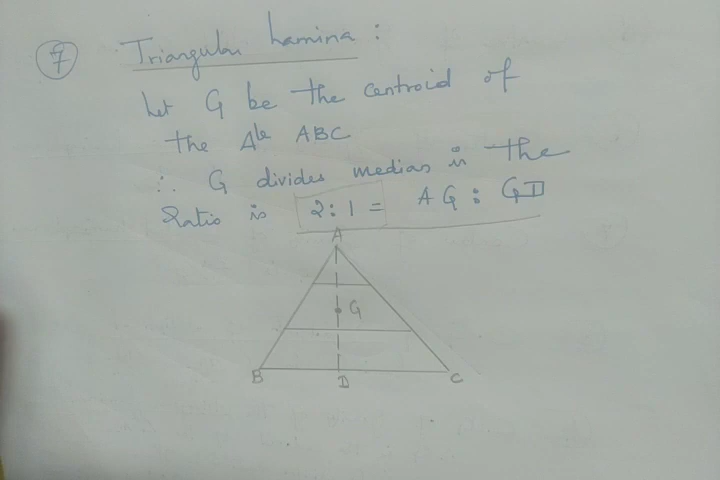 7 Triangular Lamina :
Let G be the centroid of
the Δle ABC
∴ G divides median in the
Ratio is 2:1 = AG : GD
A
G
B D C